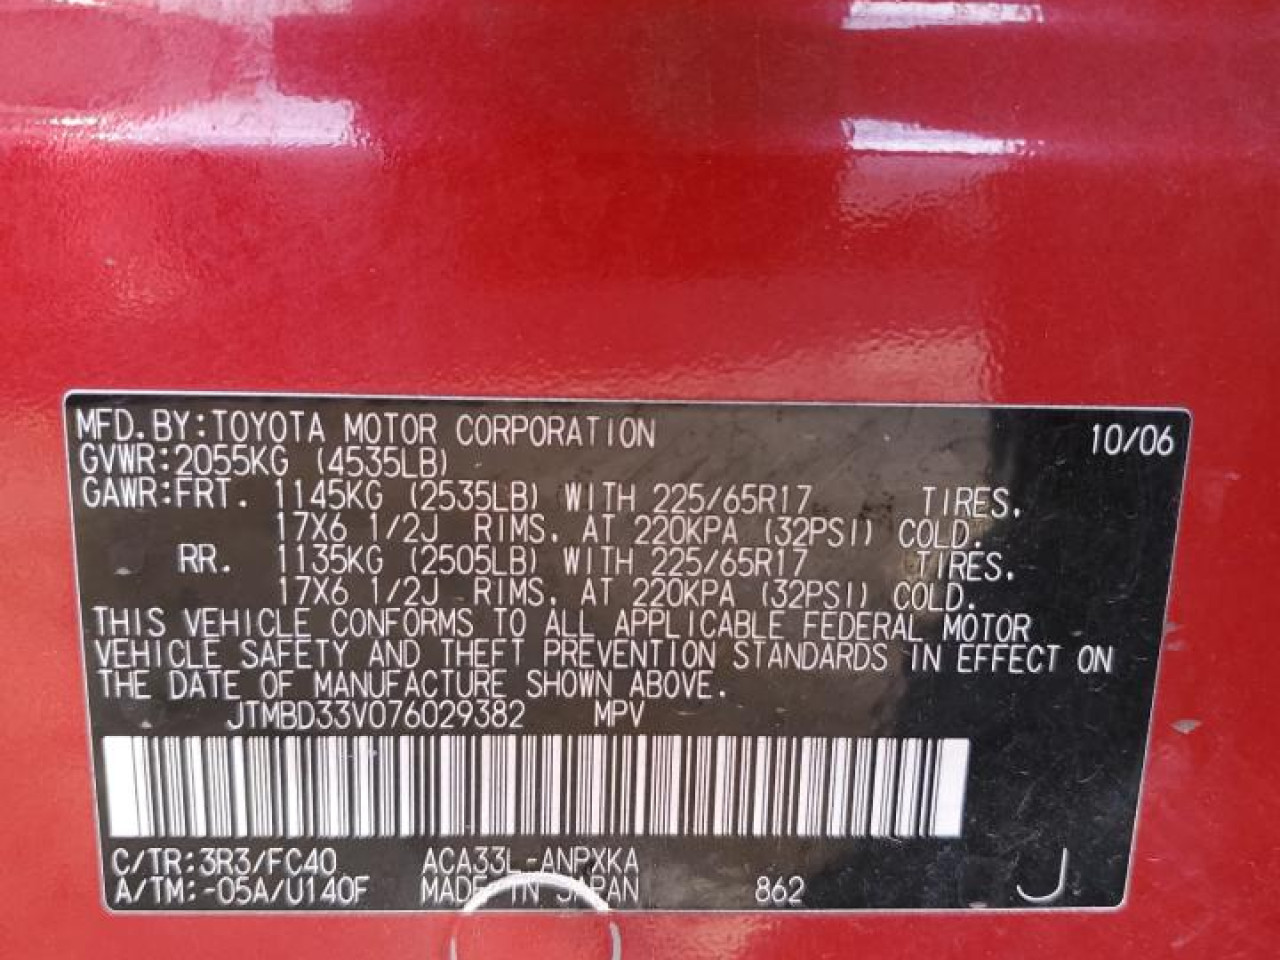 MFD.BY:TOYOTA MOTOR CORPORATION 10/06
GVWR:2055KG (4535LB)
GAWR:FRT. 1145KG (2535LB) WITH 225/65R17 TIRES.
17X6 1/2J RIMS. AT 220KPA (32PSI) COLD.
RR. 1135KG (2505LB) WITH 225/65R17 TIRES.
17X6 1/2J RIMS. AT 220KPA (32PSI) COLD.
THIS VEHICLE CONFORMS TO ALL APPLICABLE FEDERAL MOTOR
VEHICLE SAFETY AND THEFT PREVENTION STANDARDS IN EFFECT ON
THE DATE OF MANUFACTURE SHOWN ABOVE.
JTMBD33V076029382 MPV
C/TR:3R3/FC40 ACA33L-ANPXKA
A/TM:-05A/U140F MADE IN JAPAN 862 J